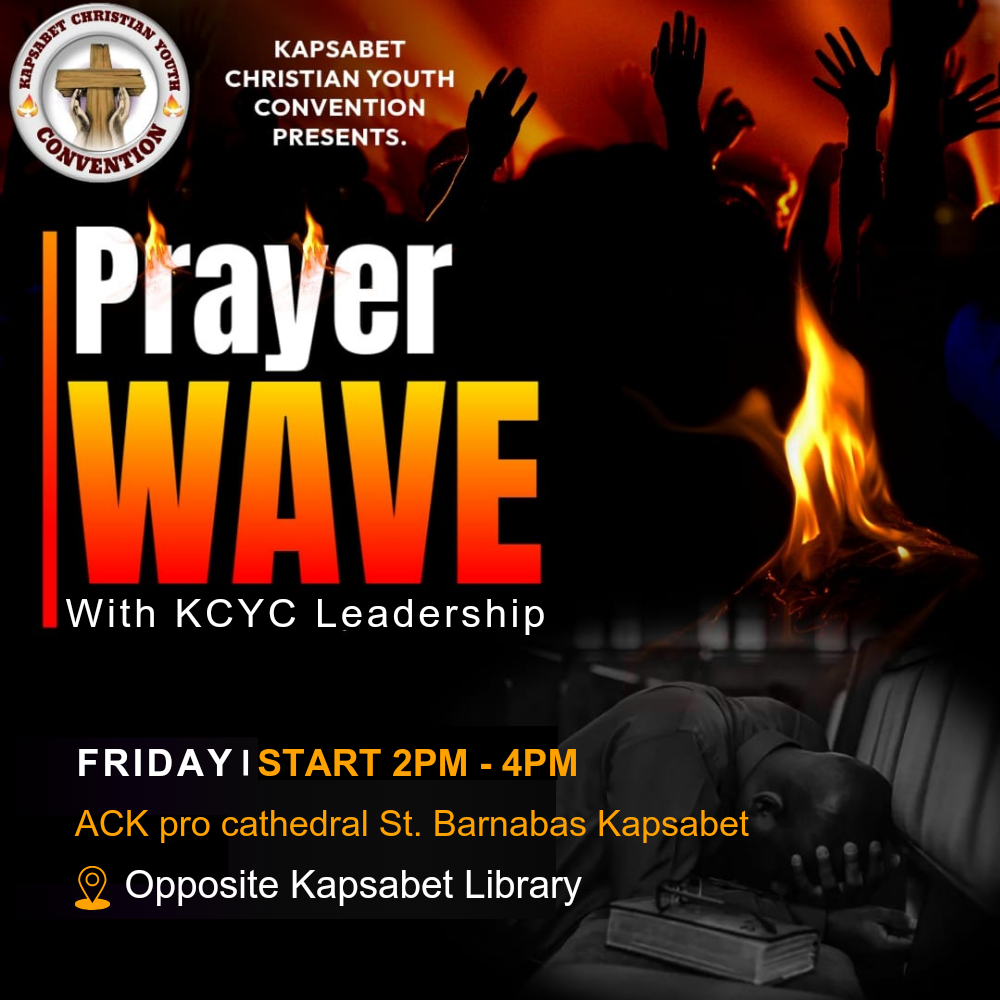 KAPSABET CHRISTIAN YOUTH
CONVENTION
KAPSABET
CHRISTIAN YOUTH
CONVENTION
PRESENTS.
Prayer
WAVE
With KCYC Leadership
FRIDAY | START 2PM - 4PM
ACK pro cathedral St. Barnabas Kapsabet
Opposite Kapsabet Library